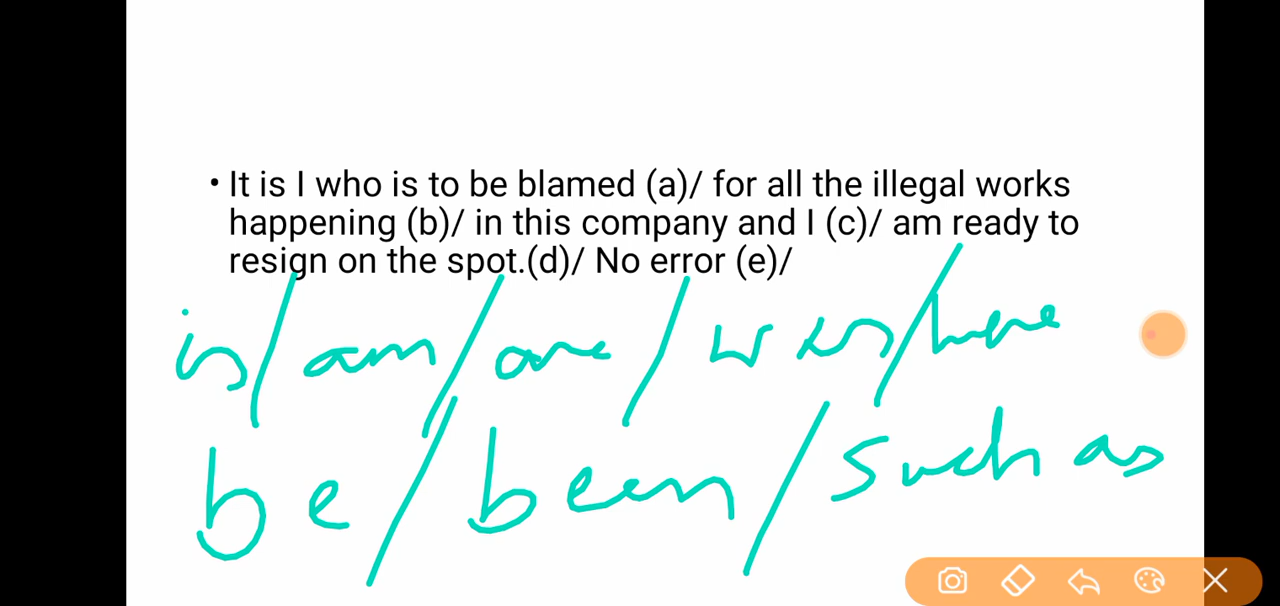 • It is I who is to be blamed (a)/ for all the illegal works
happening (b)/ in this company and I (c)/ am ready to
resign on the spot.(d)/ No error (e)/
is/am/are/was/were
be/been/such as